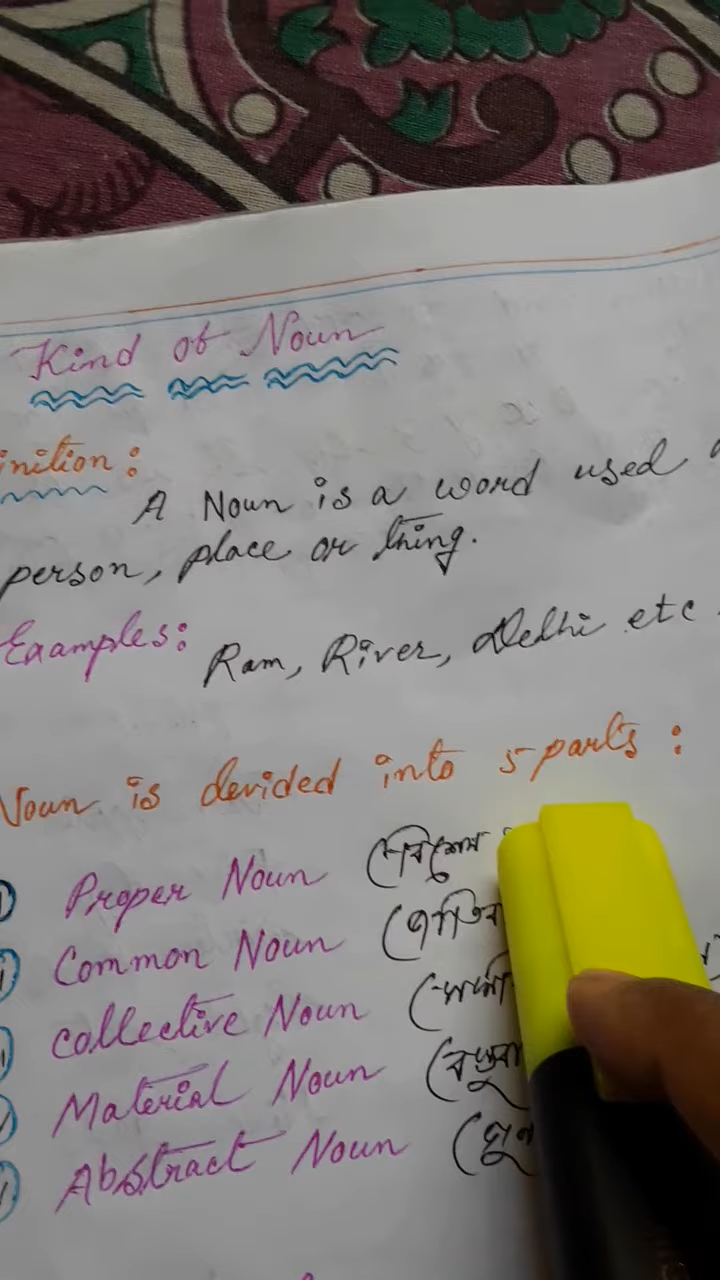 Kind of Noun
inition:
A Noun is a word used
person, place or thing.
Examples:
Ram, River, Delhi etc.
Noun is devided into 5 parts:
Proper Noun (বিশেষ
Common Noun (জাতিবা
Collective Noun
Material Noun (বস্তুবা
Abstract Noun (গুন